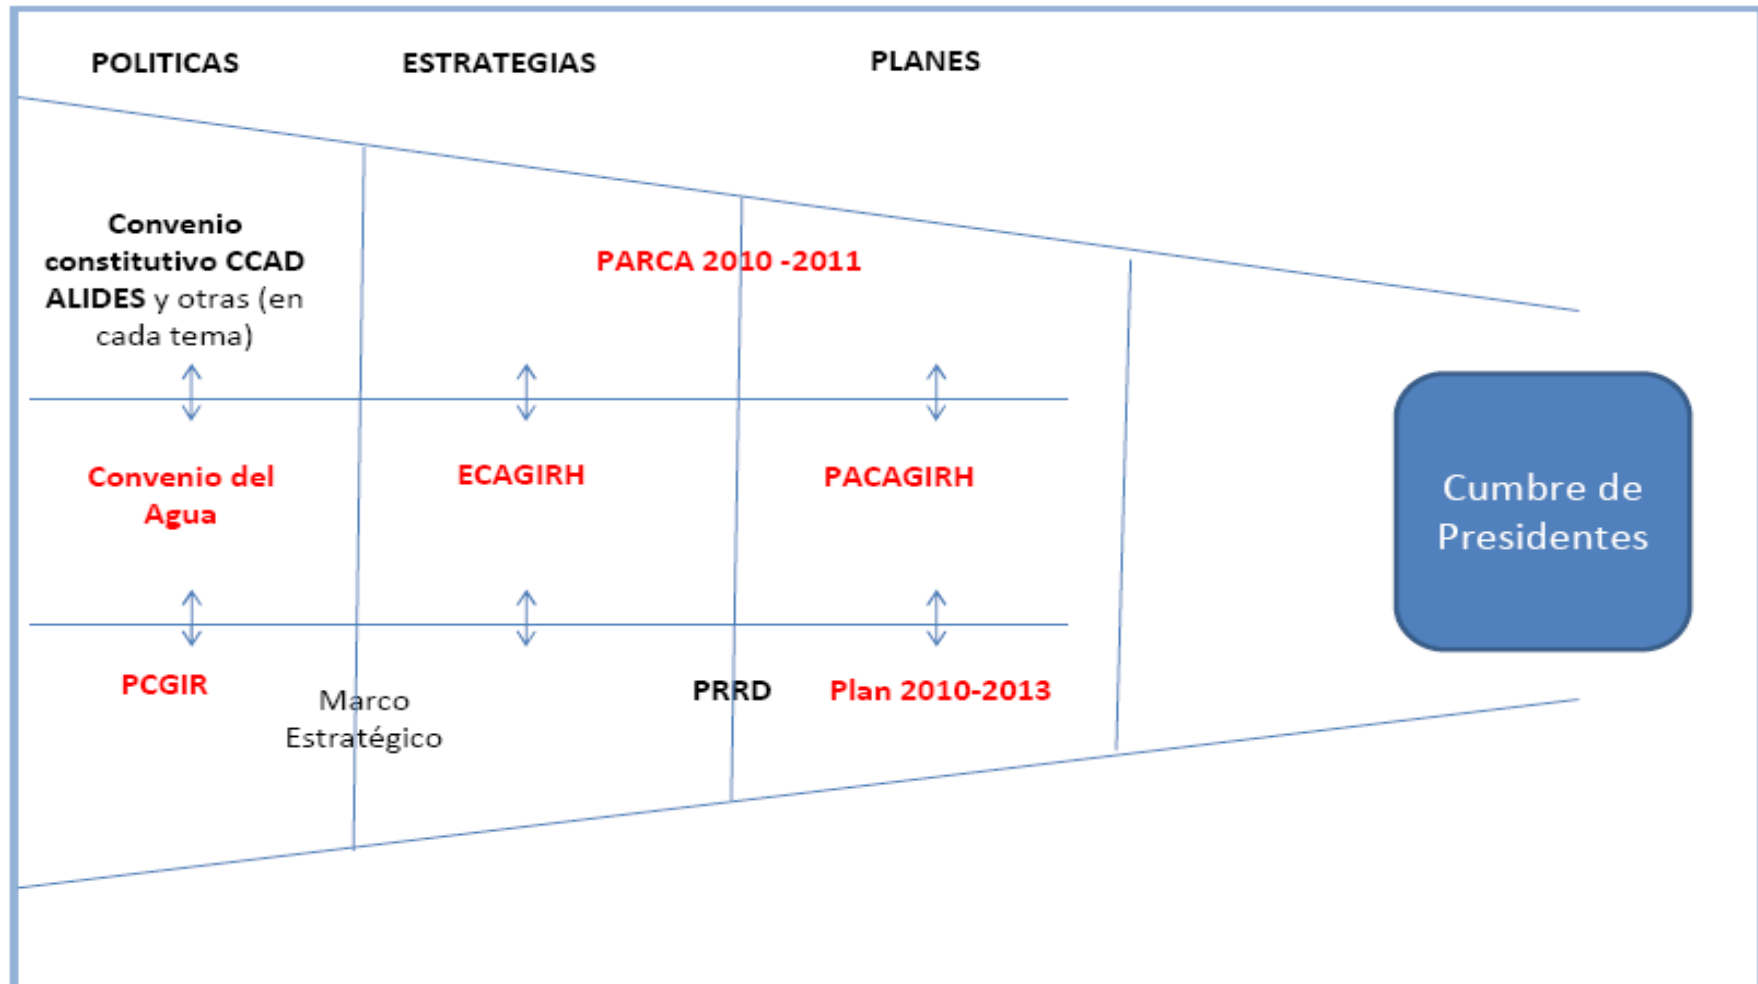 POLITICAS
ESTRATEGIAS
PLANES
Convenio
constitutivo CCAD
ALIDES y otras (en
cada tema)
PARCA 2010 -2011
Convenio del
Agua
ECAGIRH
PACAGIRH
Cumbre de
Presidentes
PCGIR
Marco
Estratégico
PRRD
Plan 2010-2013